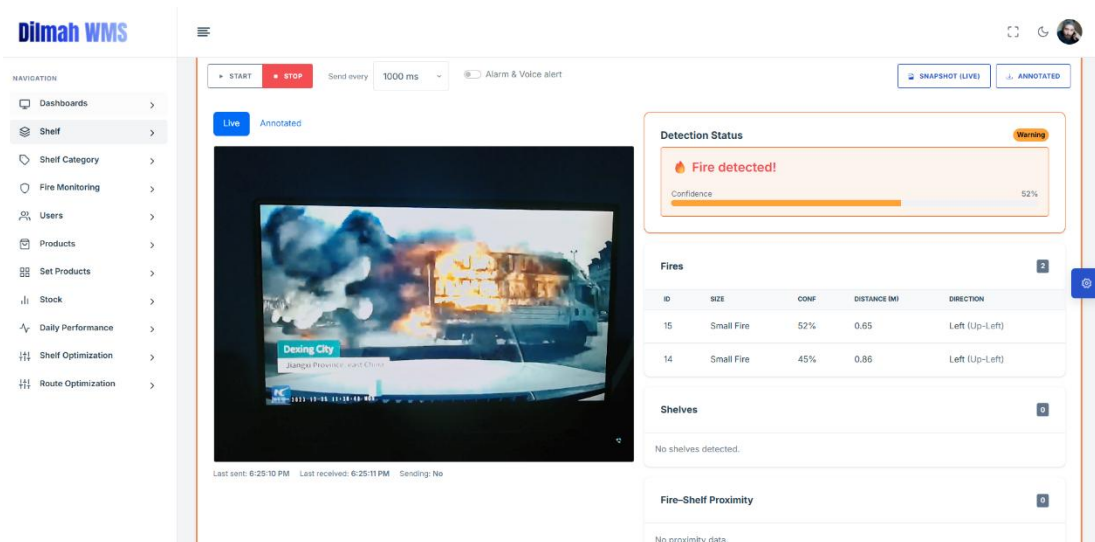 Dilmah WMS
NAVIGATION
Dashboards
Shelf
Shelf Category
Fire Monitoring
Users
Products
Set Products
Stock
Daily Performance
Shelf Optimization
Route Optimization
START
STOP
Send every
1000 ms
Alarm & Voice alert
SNAPSHOT (LIVE)
ANNOTATED
Live
Annotated
Dexing City
Jiangxi Province, east China
Last sent: 6:25:10 PM Last received: 6:25:11 PM Sending: No
Detection Status
Warning
Fire detected!
Confidence 52%
Fires 2
ID SIZE CONF DISTANCE (M) DIRECTION
15 Small Fire 52% 0.65 Left (Up-Left)
14 Small Fire 45% 0.86 Left (Up-Left)
Shelves 0
No shelves detected.
Fire–Shelf Proximity 0
No proximity data.